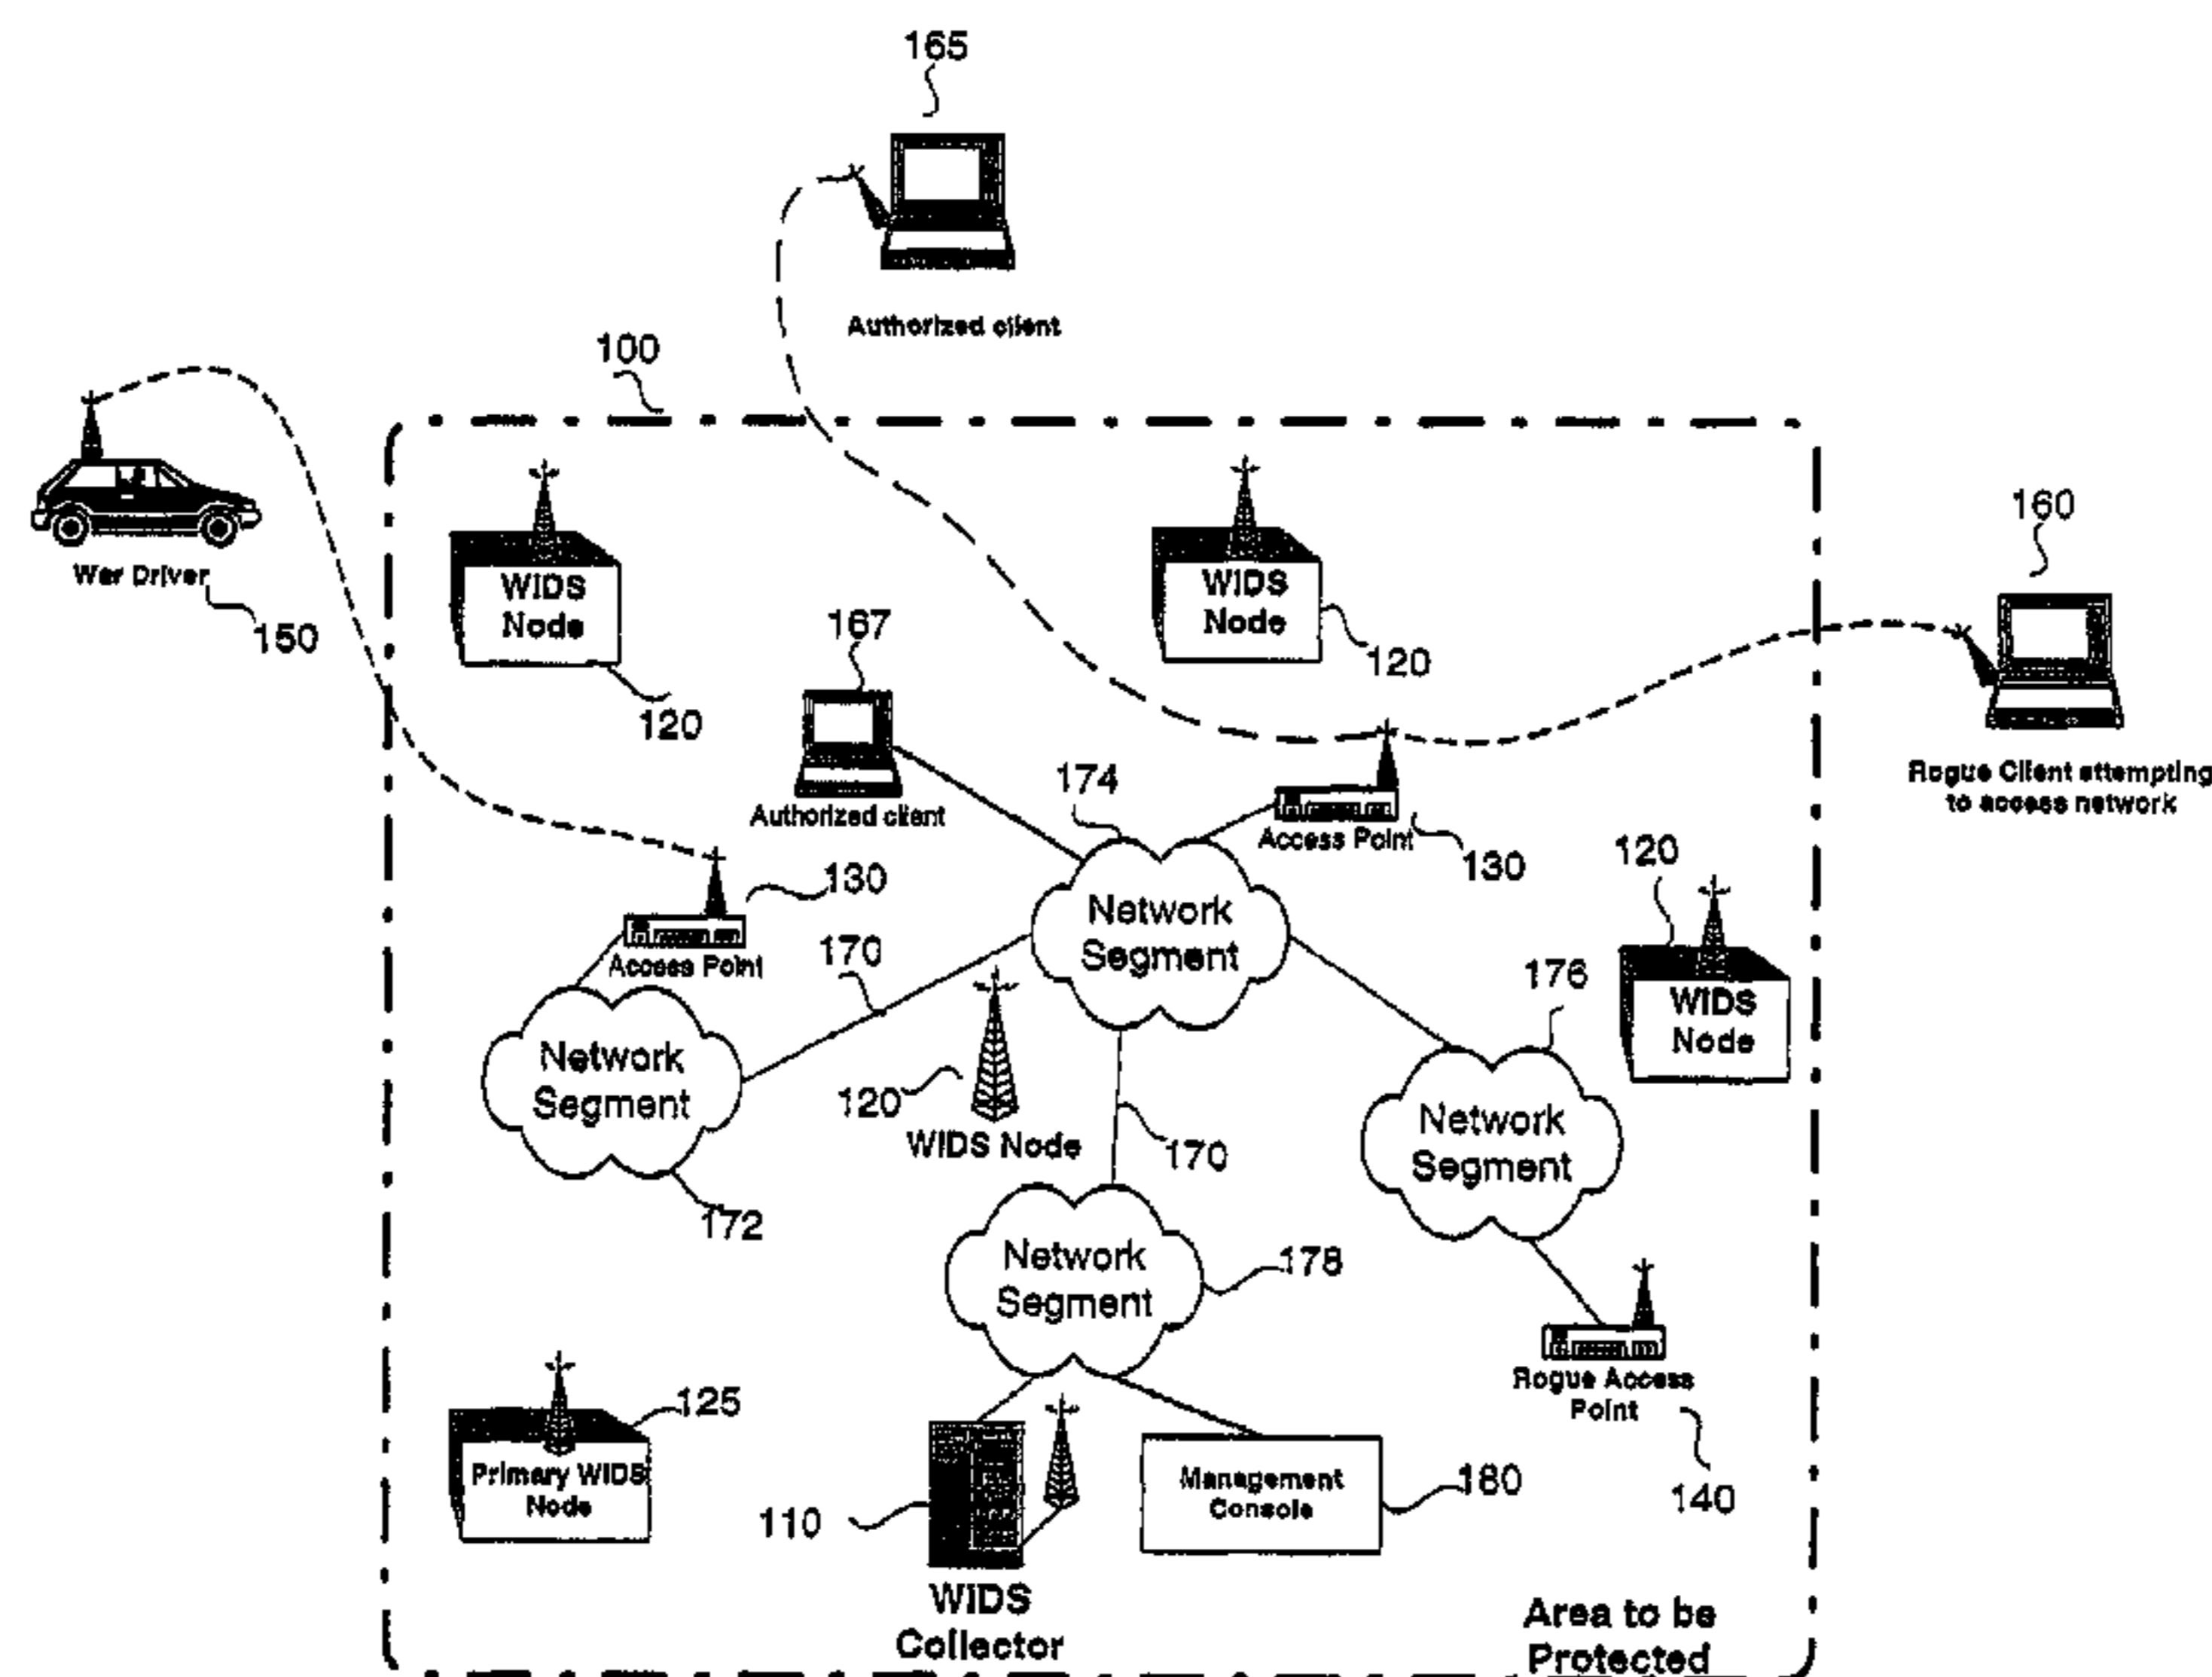 165
Authorized client
100
160
War Driver
150
WIDS
Node
120
WIDS
Node
120
167
Authorized client
Rogue Client attempting
to access network
174
Access Point
130
120
130
Access Point
170
Network
Segment
176
WIDS
Node
Network
Segment
172
120
WIDS Node
170
Network
Segment
Network
Segment
178
125
Primary WIDS
Node
Rogue Access
Point
140
110
Management
Console
180
WIDS
Collector
Area to be
Protected